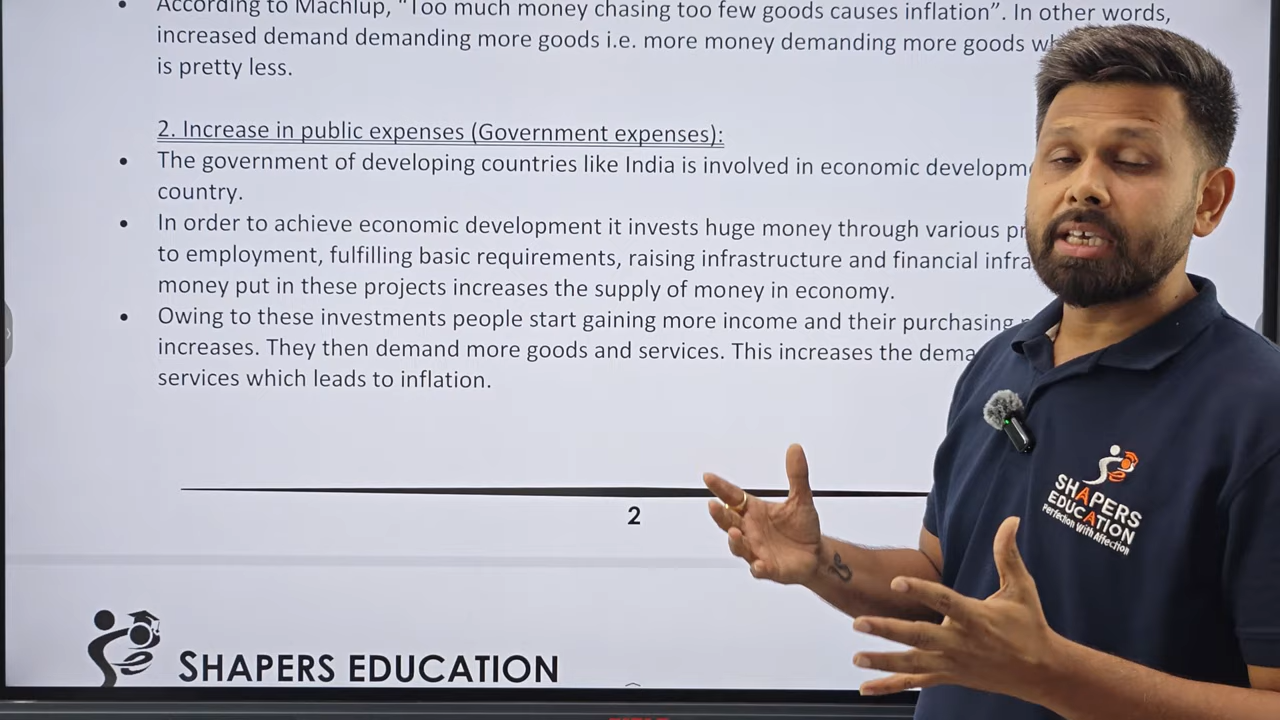 • According to Machlup, "Too much money chasing too few goods causes inflation". In other words,
increased demand demanding more goods i.e. more money demanding more goods
is pretty less.
2. Increase in public expenses (Government expenses):
• The government of developing countries like India is involved in economic
country.
• In order to achieve economic development it invests huge money through various
to employment, fulfilling basic requirements, raising infrastructure and financial
money put in these projects increases the supply of money in economy.
• Owing to these investments people start gaining more income and their purchasing
increases. They then demand more goods and services. This increases the
services which leads to inflation.
2
SHAPERS EDUCATION
SHAPERS
EDUCATION
Perfection With Affection